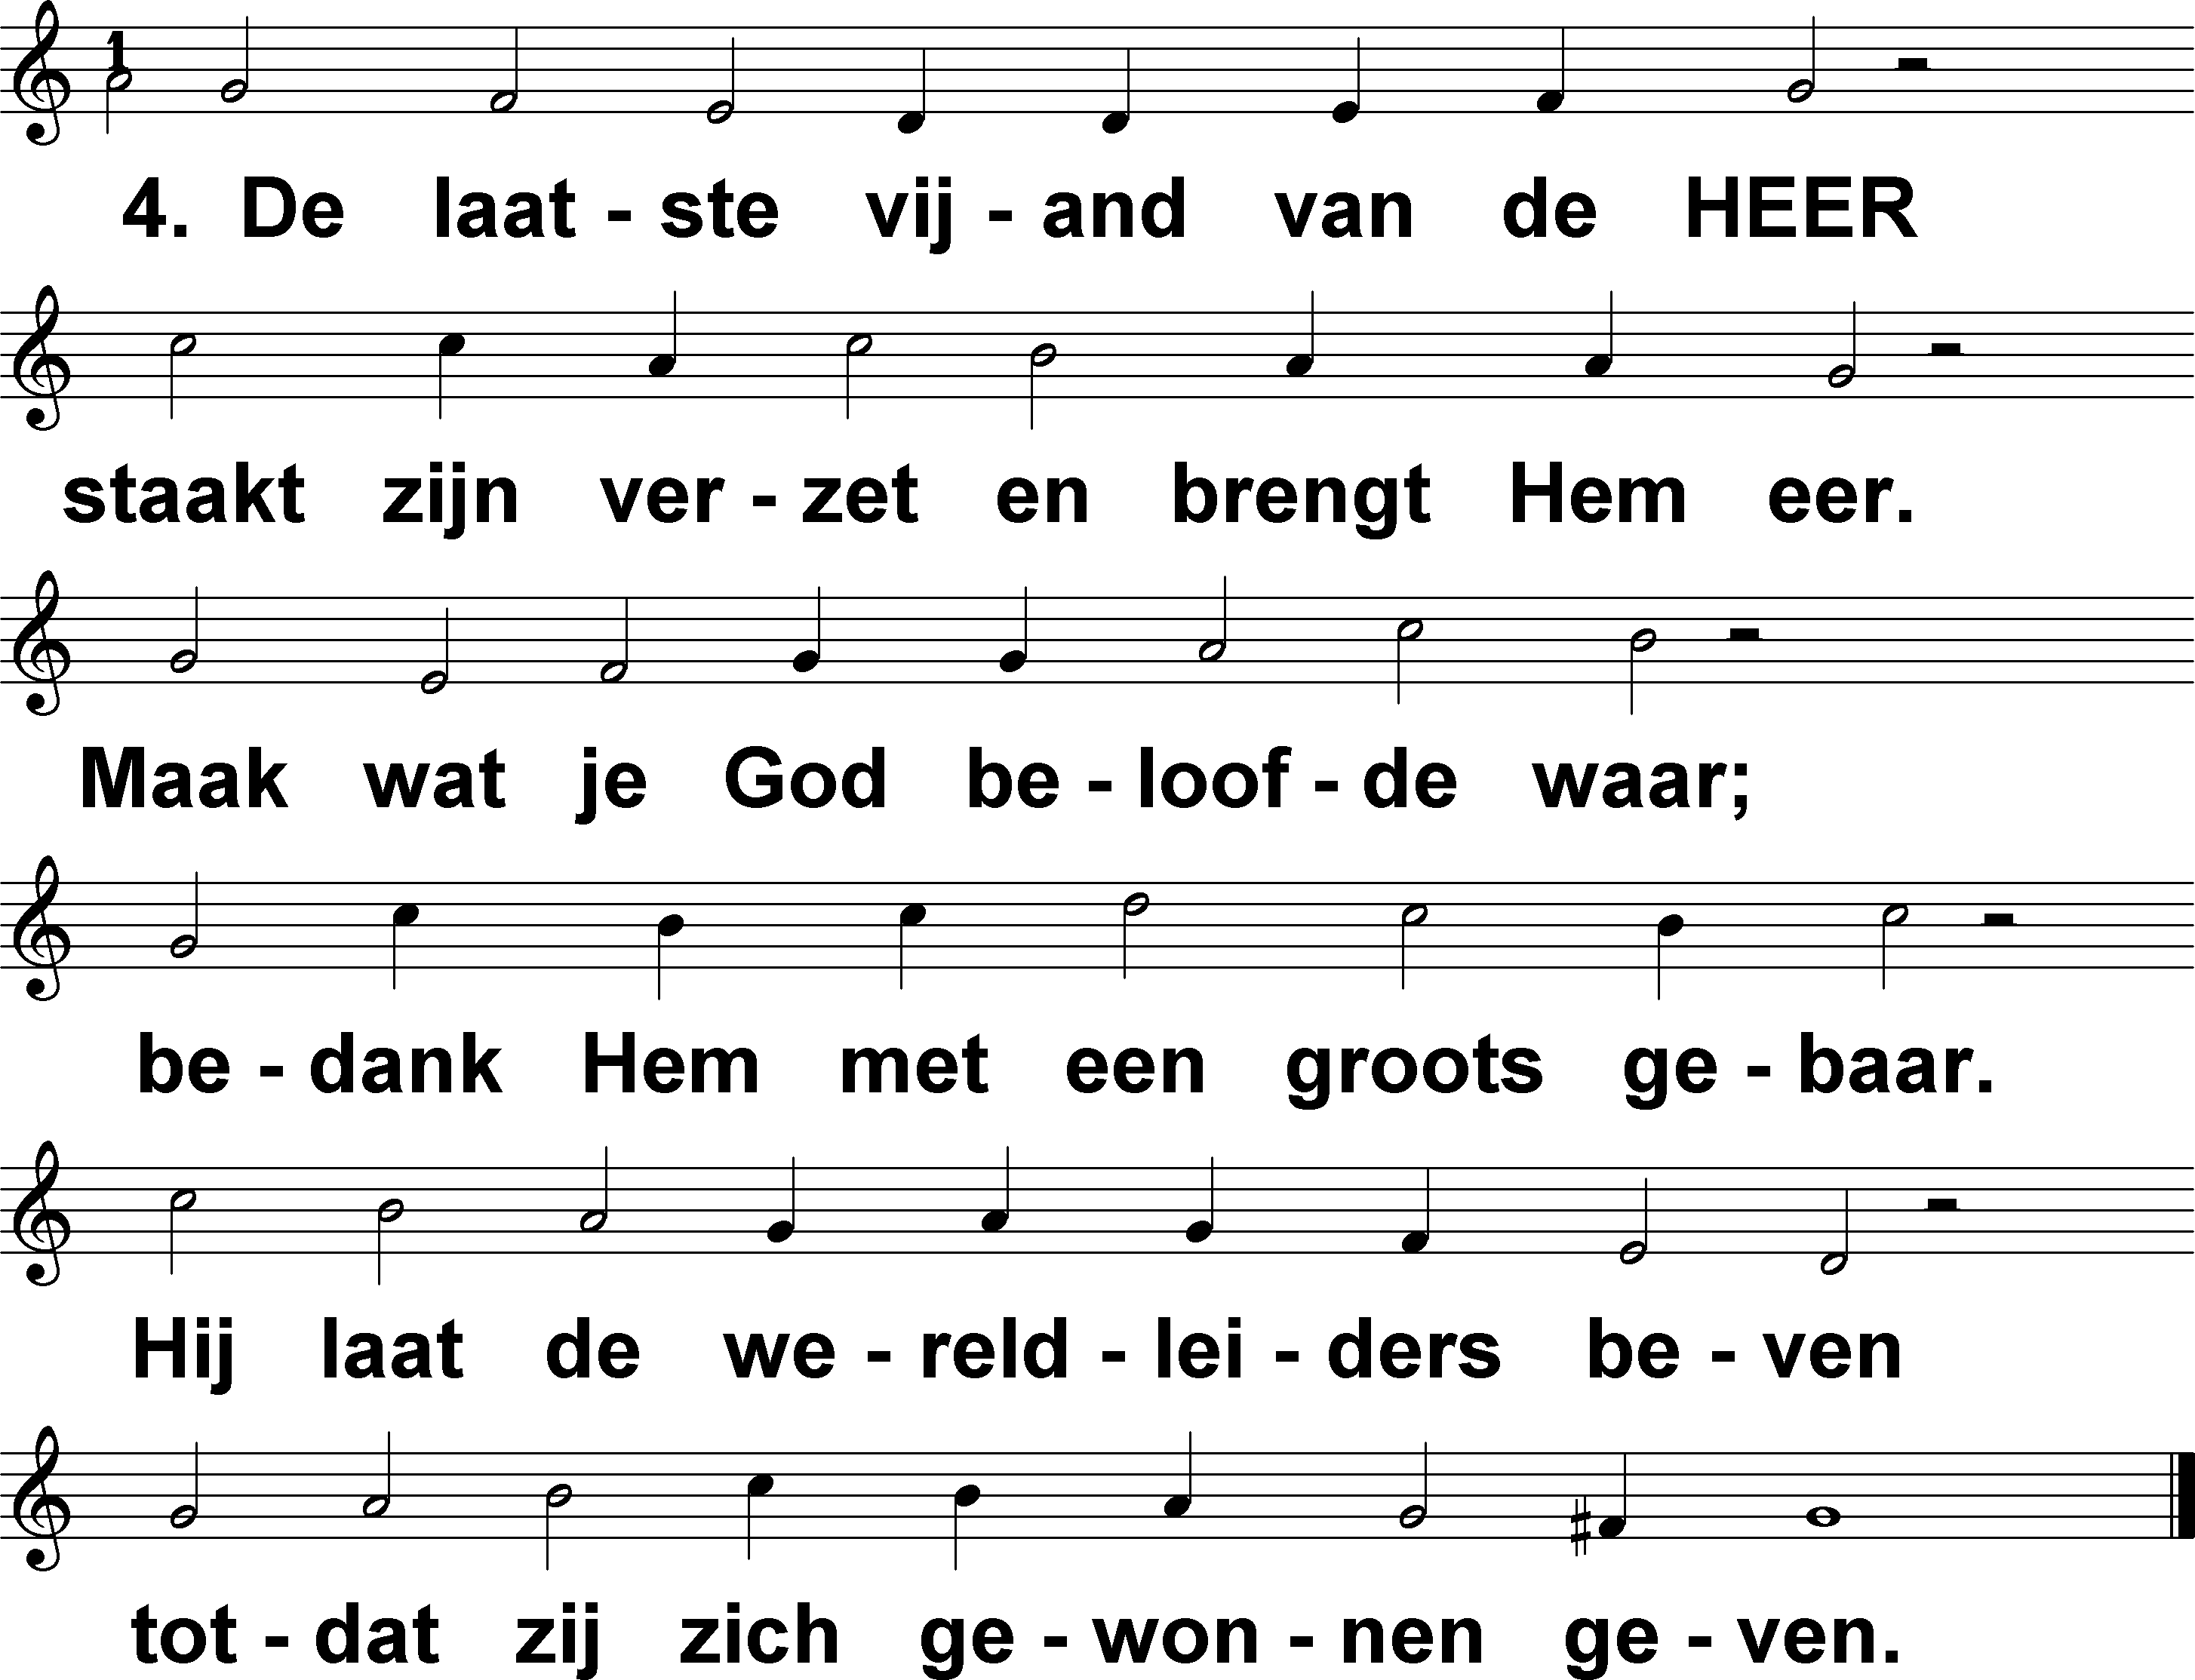 1
4. De laat - ste vij - and van de HEER
staakt zijn ver - zet en brengt Hem eer.
Maak wat je God be - loof - de waar;
be - dank Hem met een groots ge - baar.
Hij laat de we - reld - lei - ders be - ven
tot - dat zij zich ge - won - nen ge - ven.